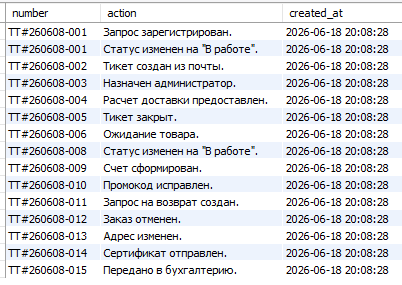 number action created_at
TT#260608-001 Запрос зарегистрирован. 2026-06-18 20:08:28
TT#260608-001 Статус изменен на "В работе". 2026-06-18 20:08:28
TT#260608-002 Тикет создан из почты. 2026-06-18 20:08:28
TT#260608-003 Назначен администратор. 2026-06-18 20:08:28
TT#260608-004 Расчет доставки предоставлен. 2026-06-18 20:08:28
TT#260608-005 Тикет закрыт. 2026-06-18 20:08:28
TT#260608-006 Ожидание товара. 2026-06-18 20:08:28
TT#260608-008 Статус изменен на "В работе". 2026-06-18 20:08:28
TT#260608-009 Счет сформирован. 2026-06-18 20:08:28
TT#260608-010 Промокод исправлен. 2026-06-18 20:08:28
TT#260608-011 Запрос на возврат создан. 2026-06-18 20:08:28
TT#260608-012 Заказ отменен. 2026-06-18 20:08:28
TT#260608-013 Адрес изменен. 2026-06-18 20:08:28
TT#260608-014 Сертификат отправлен. 2026-06-18 20:08:28
TT#260608-015 Передано в бухгалтерию. 2026-06-18 20:08:28